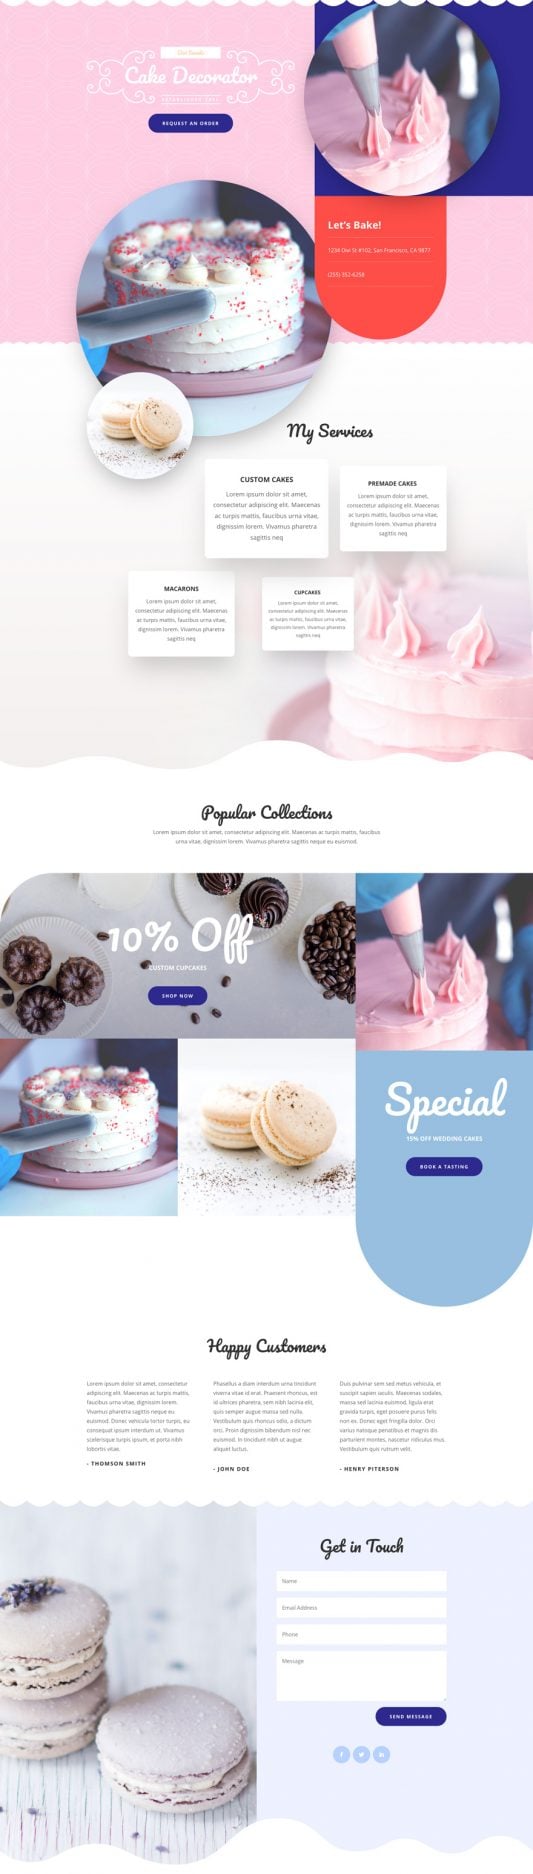 Cake Decorator
REQUEST AN ORDER
Let's Bake!
1234 Divi St #102, San Francisco, CA 9877
(255) 352-6258
My Services
CUSTOM CAKES
Lorem ipsum dolor sit amet,
consectetur adipiscing elit. Maecenas
ac turpis mattis, faucibus urna vitae,
dignissim lorem. Vivamus pharetra
sagittis neq
PREMADE CAKES
Lorem ipsum dolor sit amet,
consectetur adipiscing elit. Maecenas
ac turpis mattis, faucibus urna vitae,
dignissim lorem. Vivamus pharetra
sagittis neq
MACARONS
Lorem ipsum dolor sit amet,
consectetur adipiscing elit. Maecenas
ac turpis mattis, faucibus urna vitae,
dignissim lorem. Vivamus pharetra
sagittis neq
CUPCAKES
Lorem ipsum dolor sit amet,
consectetur adipiscing elit. Maecenas
ac turpis mattis, faucibus urna vitae,
dignissim lorem. Vivamus pharetra
sagittis neq
Popular Collections
Lorem ipsum dolor sit amet, consectetur adipiscing elit. Maecenas ac turpis mattis, faucibus
urna vitae, dignissim lorem. Vivamus pharetra sagittis neque eu euismod.
10% Off
CUSTOM CUPCAKES
SHOP NOW
Special
15% OFF WEDDING CAKES
BOOK A TASTING
Happy Customers
Lorem ipsum dolor sit amet,
consectetur adipiscing elit.
Maecenas ac turpis mattis,
faucibus urna vitae, dignissim
lorem. Vivamus pharetra
sagittis neque eu
euismod. Donec vehicula tortor turpis, eu
consequat ipsum interdum ut. Vivamus
scelerisque turpis ipsum, et porta nibh
lobortis vitae.
- THOMSON SMITH
Phasellus a diam interdum urna tincidunt
viverra vitae id erat. Praesent rhoncus, est
id ultrices pharetra, sem nibh lacinia elit,
quis semper augue massa sed nulla.
Vestibulum quis rhoncus odio, a dictum
orci. Proin dignissim bibendum nisl nec
euismod. In tincidunt nibh ut augue
aliquet luctus.
- JOHN DOE
Duis pulvinar sem sed metus vehicula, et
suscipit sapien iaculis. Maecenas sodales,
massa sed interdum lacinia, ligula erat
gravida turpis, eget posuere purus felis
non est. Donec eget fringilla dolor. Orci
varius natoque penatibus et magnis dis
parturient montes, nascetur ridiculus mus.
Vestibulum quis rutrum velit.
- HENRY PITERSON
Get in Touch
Name
Email Address
Phone
Message
SEND MESSAGE